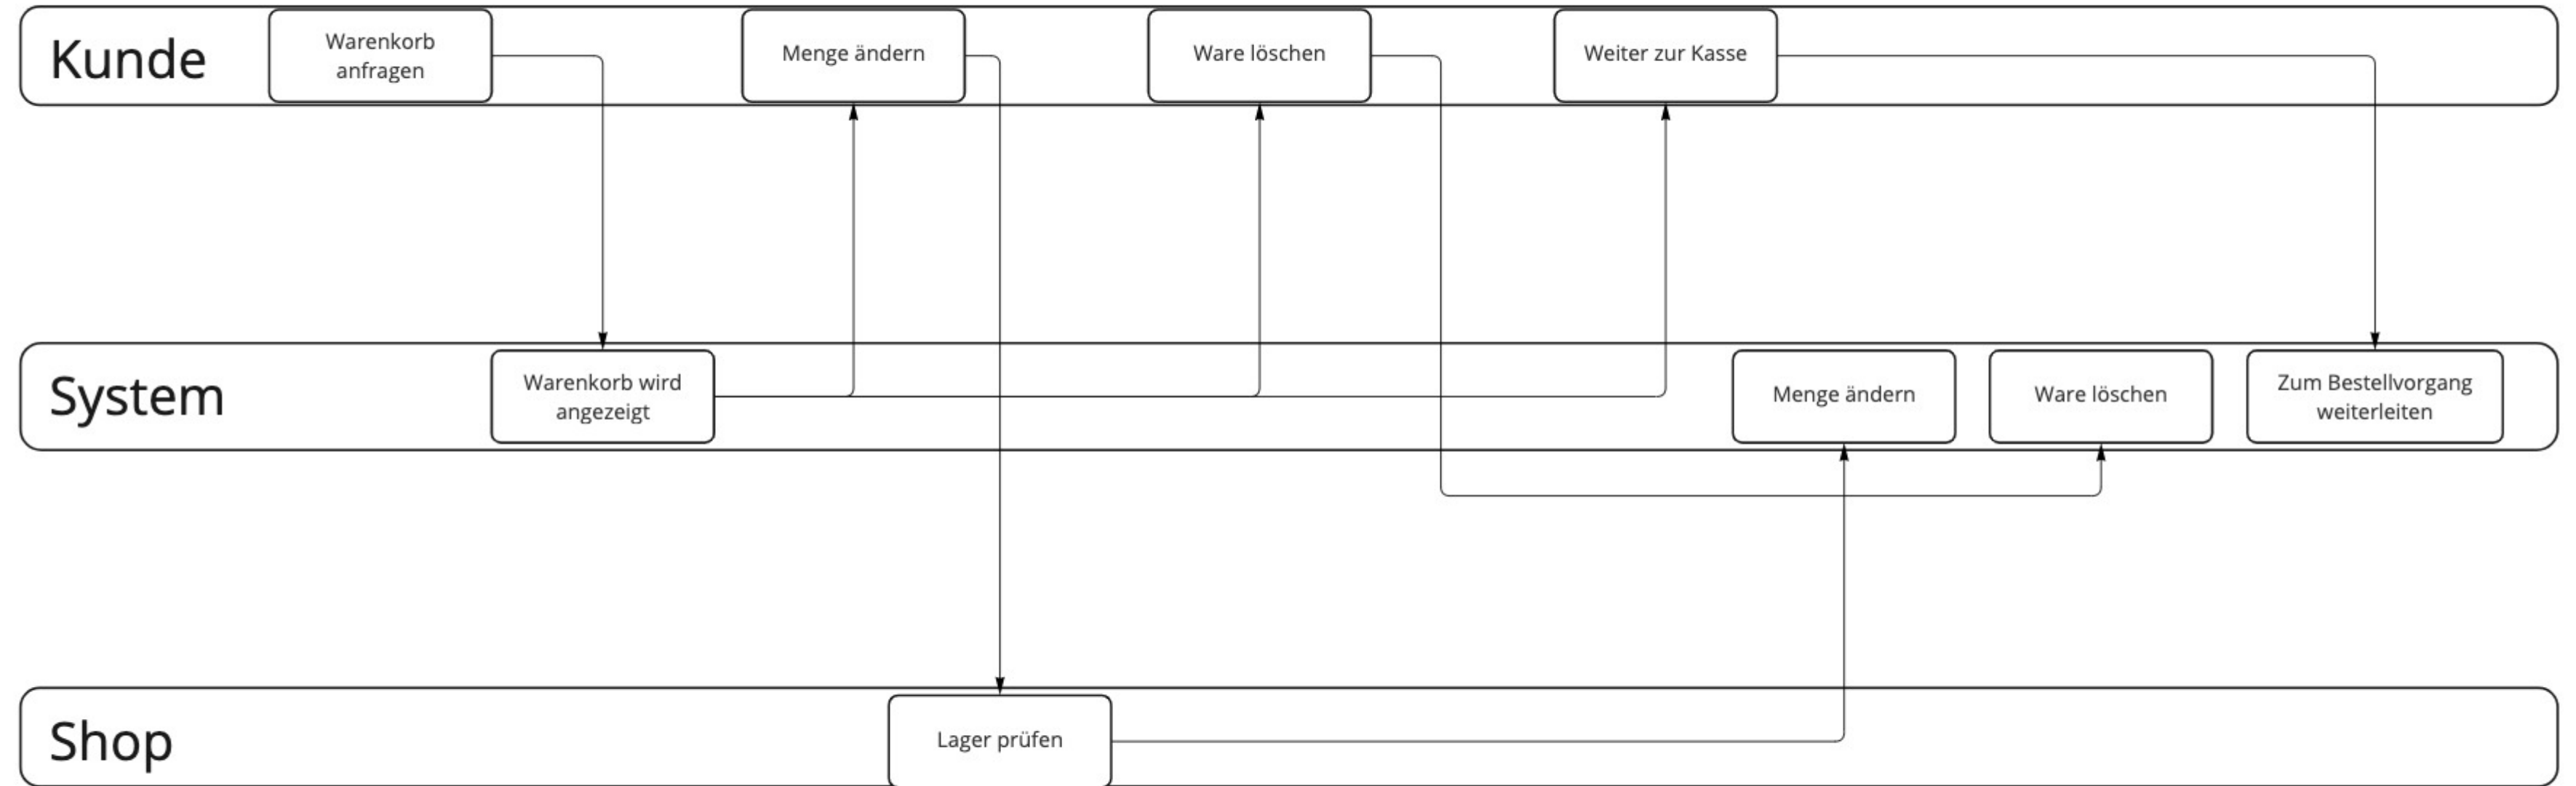 Kunde
Warenkorb
anfragen
Menge ändern
Ware löschen
Weiter zur Kasse
System
Warenkorb wird
angezeigt
Menge ändern
Ware löschen
Zum Bestellvorgang
weiterleiten
Shop
Lager prüfen